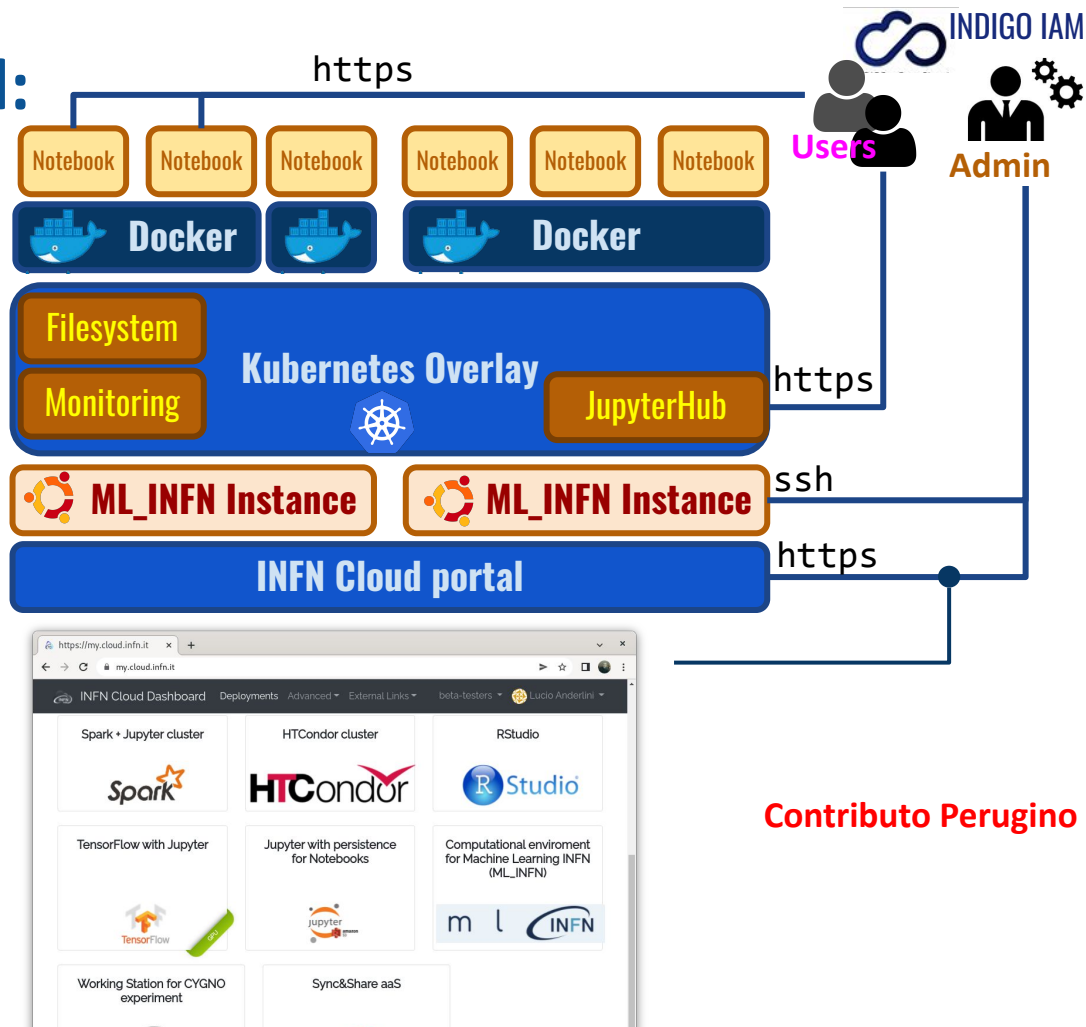 INDIGO IAM
:
https
Notebook Notebook Notebook Notebook Notebook Notebook
Users
Admin
Docker Docker
Filesystem
Kubernetes Overlay
Monitoring
JupyterHub
https
ML_INFN Instance ML_INFN Instance
ssh
INFN Cloud portal
https
https://my.cloud.infn.it
my.cloud.infn.it
INFN Cloud Dashboard Deployments Advanced External Links beta-testers Lucio Anderlini
Spark + Jupyter cluster
Spark
HTCondor cluster
HTCondor
RStudio
R Studio
TensorFlow with Jupyter
TensorFlow
GPU
Jupyter with persistence
for Notebooks
jupyter
amazon
Computational enviroment
for Machine Learning INFN
(ML_INFN)
m l INFN
Contributo Perugino
Working Station for CYGNO
experiment
Sync&Share aaS